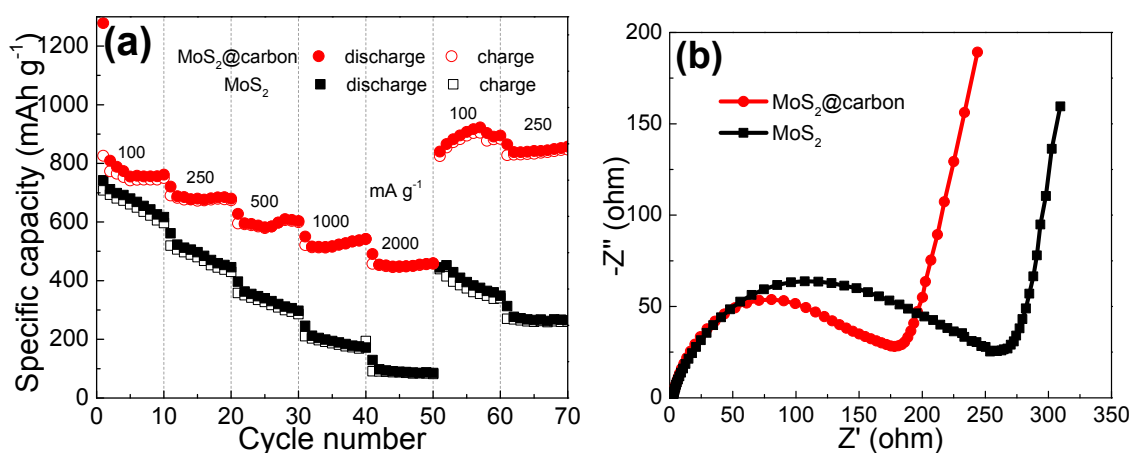 (a)
Specific capacity (mAh g⁻¹)
1200
1000
800
600
400
200
0
MoS₂@carbon discharge charge
MoS₂ discharge charge
100
250
500
1000
2000
mA g⁻¹
100
250
0 10 20 30 40 50 60 70
Cycle number
(b)
-Z" (ohm)
200
150
100
50
0
MoS₂@carbon
MoS₂
0 50 100 150 200 250 300 350
Z' (ohm)